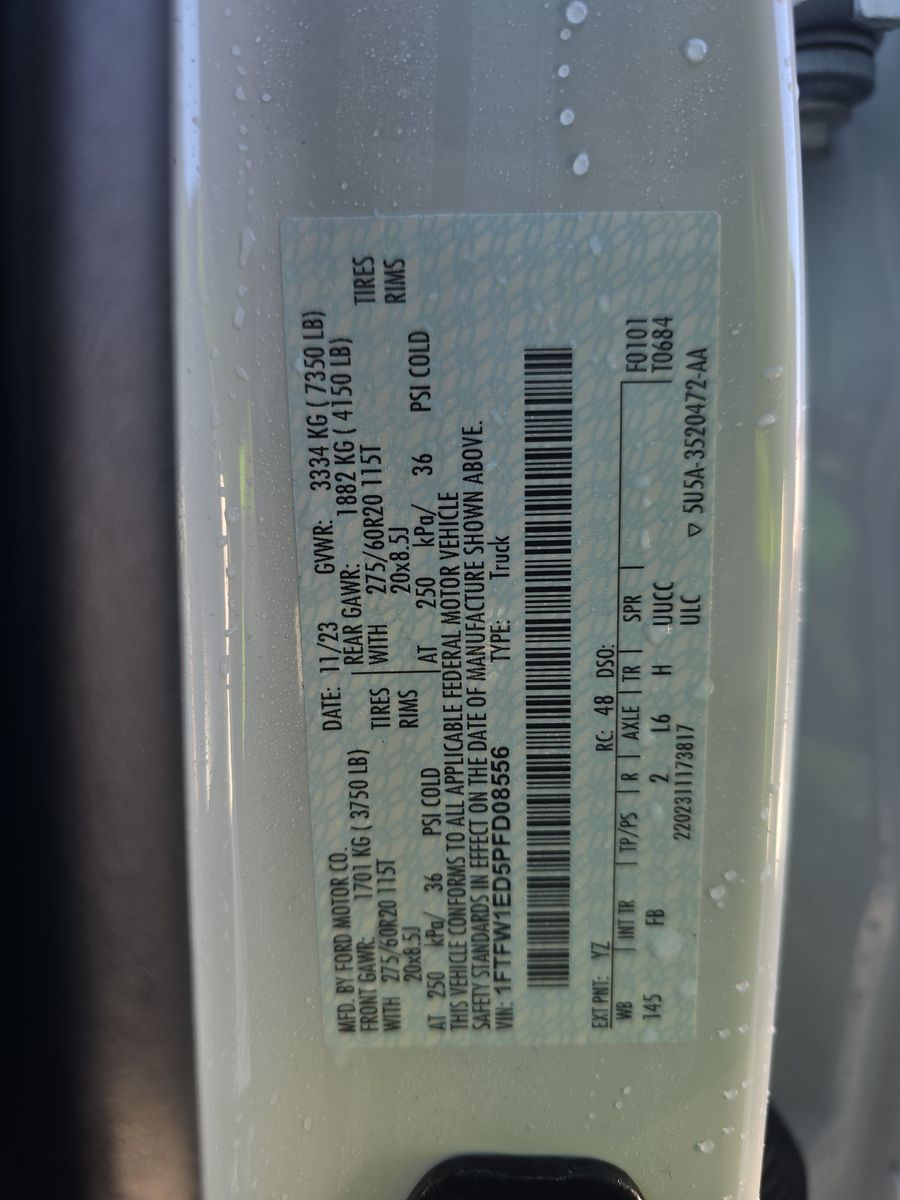 MFD. BY FORD MOTOR CO. DATE: 11/23 GVWR: 3334 KG ( 7350 LB)
FRONT GAWR: 1701 KG ( 3750 LB) REAR GAWR: 1882 KG ( 4150 LB)
WITH 275/60R20 115T TIRES WITH 275/60R20 115T TIRES
20x8.5J RIMS 20x8.5J RIMS
AT 250 kPa/ 36 PSI COLD AT 250 kPa/ 36 PSI COLD
THIS VEHICLE CONFORMS TO ALL APPLICABLE FEDERAL MOTOR VEHICLE
SAFETY STANDARDS IN EFFECT ON THE DATE OF MANUFACTURE SHOWN ABOVE.
VIN: 1FTFW1ED5PFD08556 TYPE: Truck
EXT PNT: YZ RC: 48 DSO: F0101
WB INT TR TP/PS R AXLE TR SPR T0684
145 FB 2 L6 H UUCC
2202311173817 ULC ▽ 5U5A-3520472-AA